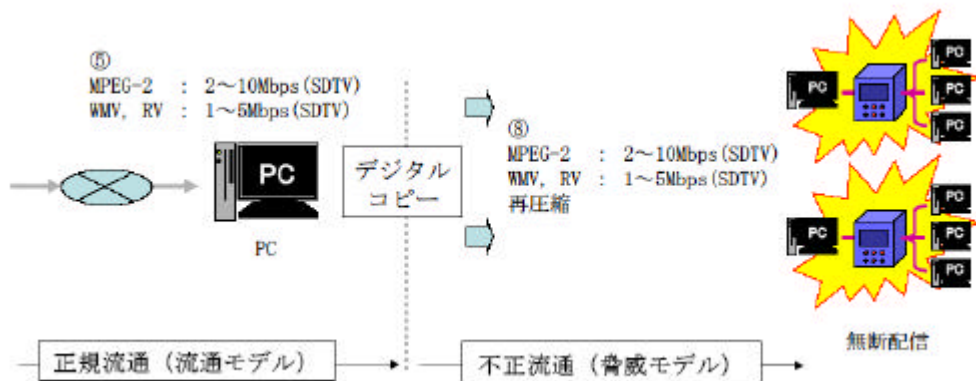 ⑤
MPEG-2 : 2～10Mbps(SDTV)
WMV, RV : 1～5Mbps(SDTV)
PC
PC
デジタル
コピー
⑧
MPEG-2 : 2～10Mbps(SDTV)
WMV, RV : 1～5Mbps(SDTV)
再圧縮
PC
PC
PC
PC
PC
PC
PC
PC
無断配信
正規流通（流通モデル）
不正流通（脅威モデル）